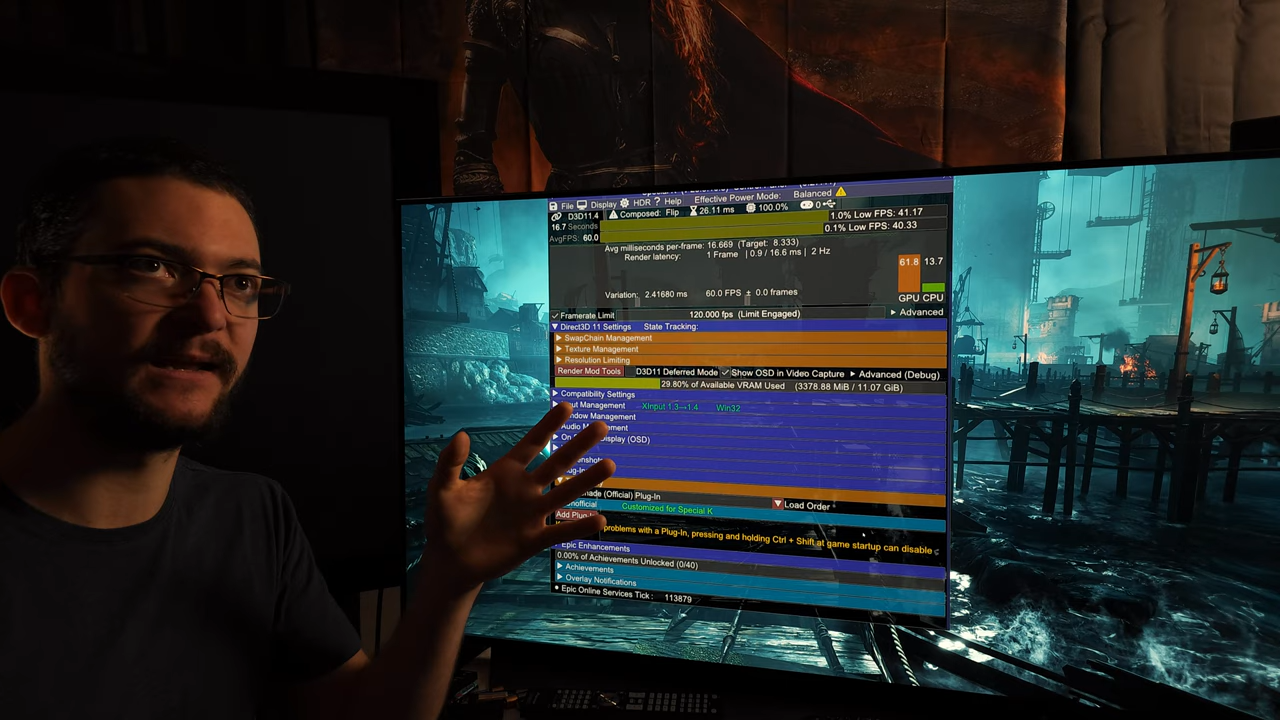 File Display HDR ? Help Effective Power Mode: Balanced
D3D11.4 Composed: Flip 26.11 ms 100.0% 0
1.0% Low FPS: 41.17
16.7 Seconds
0.1% Low FPS: 40.33
AvgFPS: 60.0
Avg milliseconds per-frame: 16.669 (Target: 8.333)
Render latency: 1 Frame | 0.9 / 16.6 ms | 2 Hz
61.8 13.7
Variation: 2.41680 ms 60.0 FPS ± 0.0 frames
GPU CPU
Framerate Limit 120.000 fps (Limit Engaged) Advanced
Direct3D 11 Settings State Tracking:
SwapChain Management
Texture Management
Resolution Limiting
Render Mod Tools D3D11 Deferred Mode Show OSD in Video Capture Advanced (Debug)
29.80% of Available VRAM Used (3378.88 MiB / 11.07 GiB)
Compatibility Settings
Management XInput 1.3→1.4 Win32
Management
Audio
Display (OSD)
(Official) Plug-In
Load Order
Customized for Special K
Add
problems with a Plug-In, pressing and holding Ctrl + Shift at game startup can disable
Epic Enhancements
0.00% of Achievements Unlocked (0/40)
Achievements
Overlay Notifications
Epic Online Services Tick: 113879